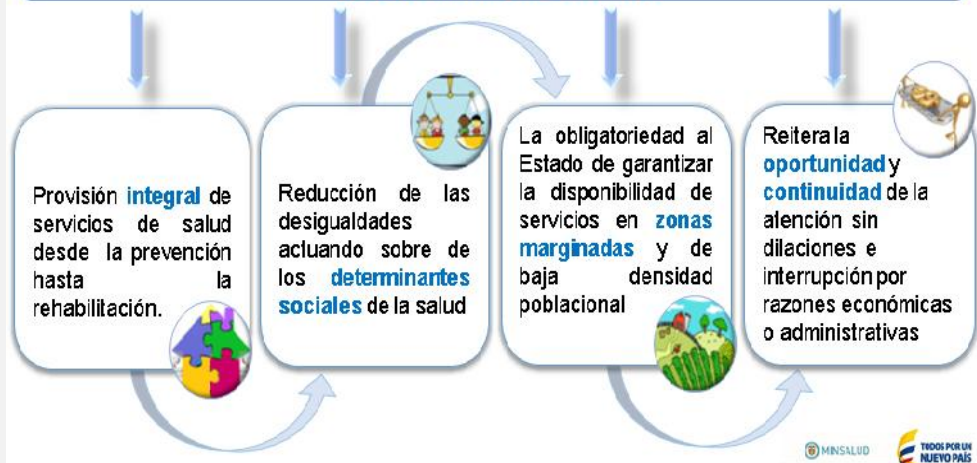 Provisión integral de
servicios de salud
desde la prevención
hasta la
rehabilitación.
Reducción de las
desigualdades
actuando sobre de
los determinantes
sociales de la salud
La obligatoriedad al
Estado de garantizar
la disponibilidad de
servicios en zonas
marginadas y de
baja densidad
poblacional
Reitera la
oportunidad y
continuidad de la
atención sin
dilaciones e
interrupción por
razones económicas
o administrativas
MINSALUD
TODOS POR UN
NUEVO PAÍS